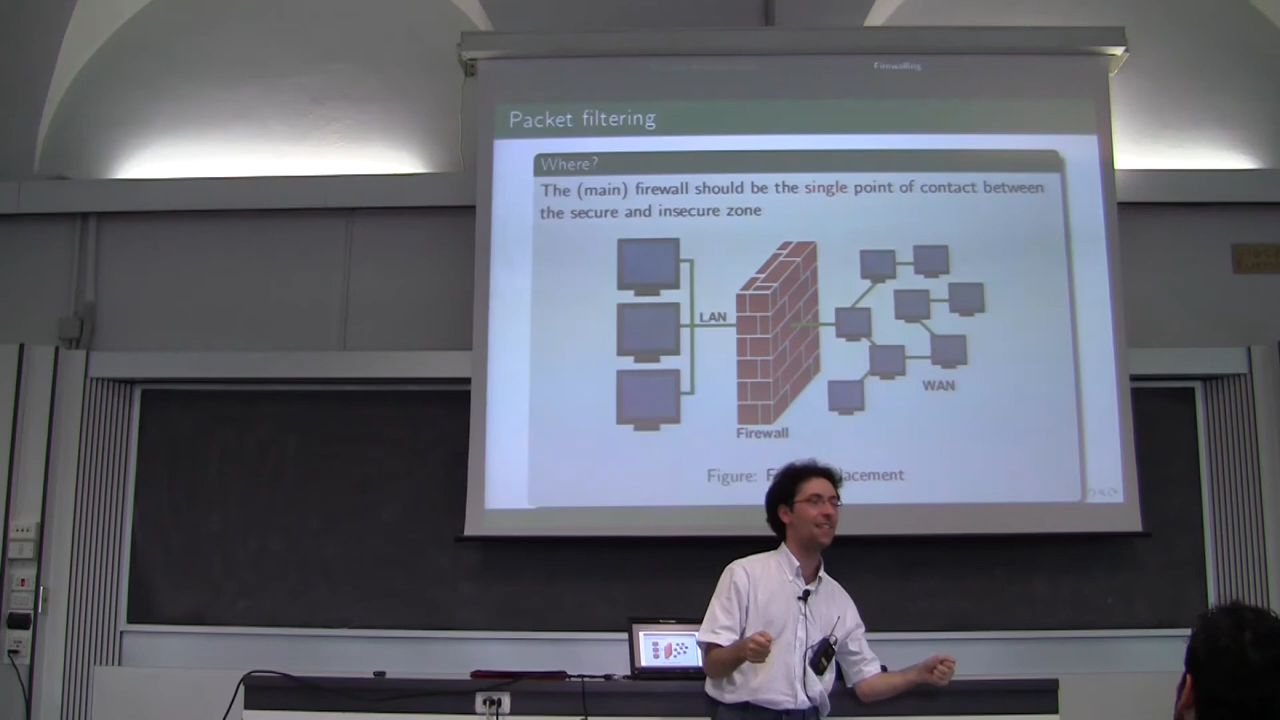 Firewalling
Packet filtering
Where?
The (main) firewall should be the single point of contact between
the secure and insecure zone
LAN
WAN
Firewall
Figure: F
lacement